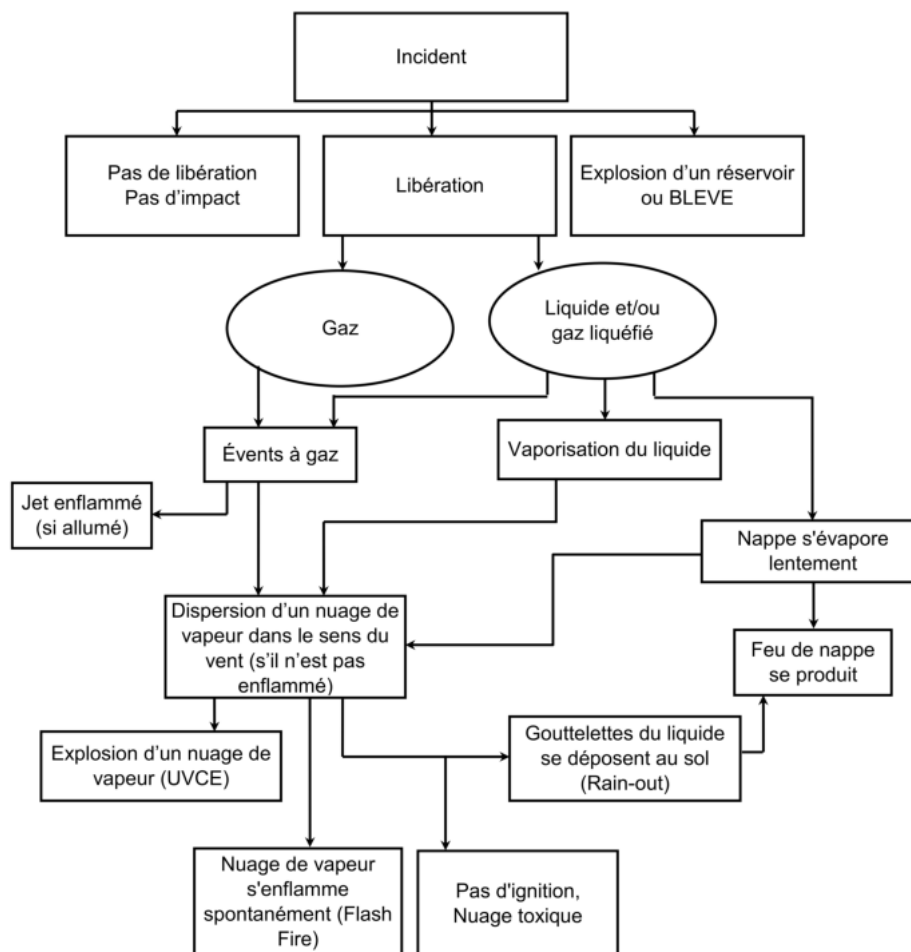 Incident
Pas de libération
Pas d’impact
Libération
Explosion d’un réservoir
ou BLEVE
Gaz
Liquide et/ou
gaz liquéfié
Évents à gaz
Vaporisation du liquide
Jet enflammé
(si allumé)
Nappe s'évapore
lentement
Dispersion d’un nuage de
vapeur dans le sens du
vent (s’il n’est pas
enflammé)
Feu de nappe
se produit
Explosion d’un nuage de
vapeur (UVCE)
Gouttelettes du liquide
se déposent au sol
(Rain-out)
Nuage de vapeur
s'enflamme
spontanément (Flash
Fire)
Pas d'ignition,
Nuage toxique